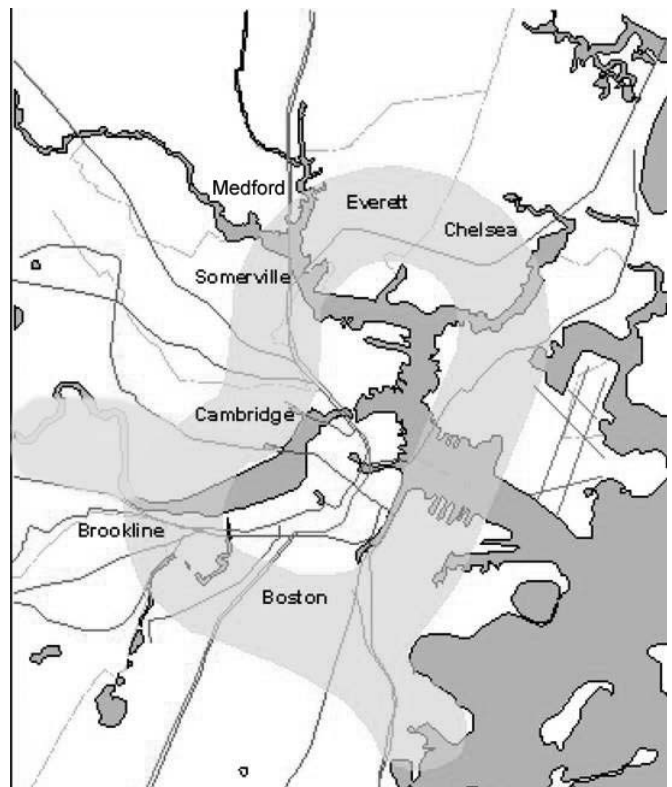 Medford
Everett
Chelsea
Somerville
Cambridge
Brookline
Boston